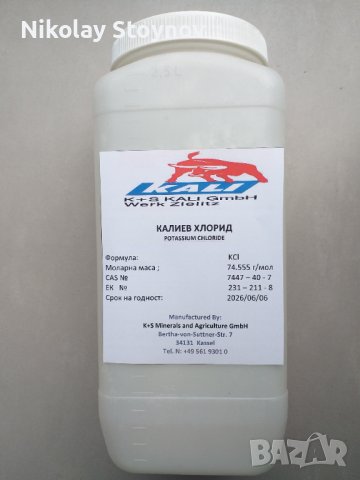 Nikolay Stoynov
KALI
K+S KALI GmbH
Werk Zielitz
КАЛИЕВ ХЛОРИД
POTASSIUM CHLORIDE
Формула: KCl
Моларна маса ; 74.555 г/мол
CAS № 7447 – 40 - 7
ЕК № 231 – 211 - 8
Срок на годност: 2026/06/06
Manufactured By:
K+S Minerals and Agriculture GmbH
Bertha-von-Suttner-Stz. 7
34131 Kassel
Tel. N: +49 561 9301 0
BAZAR